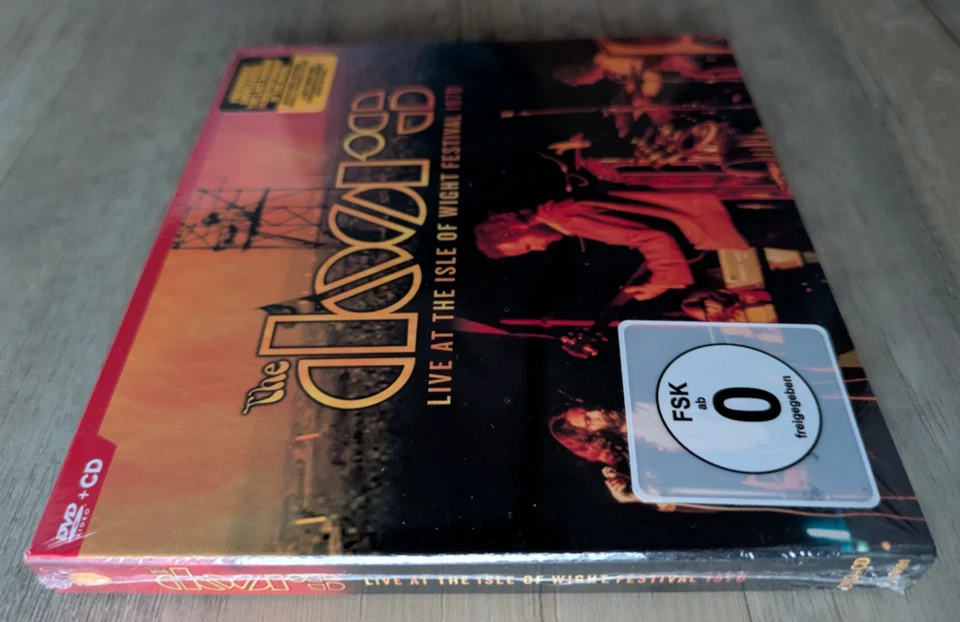 The
DOORS
LIVE AT THE ISLE OF WIGHT FESTIVAL 1970
DVD + CD
VIDEO
FSK
ab
0
freigegeben
The
DOORS
LIVE AT THE ISLE OF WIGHT FESTIVAL 1970